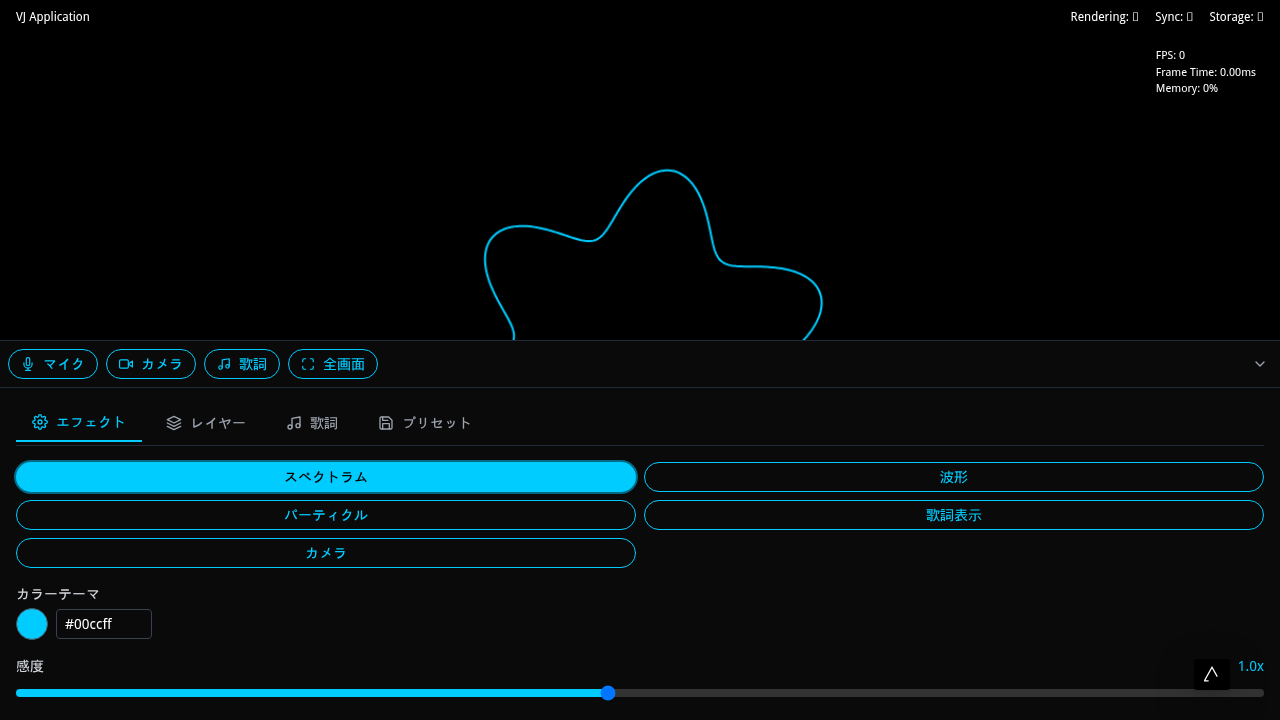 VJ Application
Rendering: Sync: Storage:
FPS: 0
Frame Time: 0.00ms
Memory: 0%
マイク カメラ 歌詞 全画面
エフェクト レイヤー 歌詞 プリセット
スペクトラム 波形
パーティクル 歌詞表示
カメラ
カラーテーマ
#00ccff
感度 1.0x